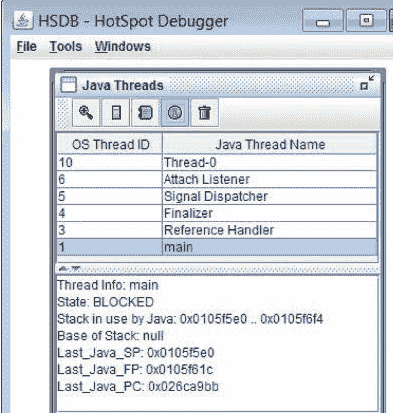 HSDB - HotSpot Debugger
File Tools Windows
Java Threads
OS Thread ID Java Thread Name
10 Thread-0
6 Attach Listener
5 Signal Dispatcher
4 Finalizer
3 Reference Handler
1 main
Thread Info: main
State: BLOCKED
Stack in use by Java: 0x0105f5e0 .. 0x0105f6f4
Base of Stack: null
Last_Java_SP: 0x0105f5e0
Last_Java_FP: 0x0105f61c
Last_Java_PC: 0x026ca9bb